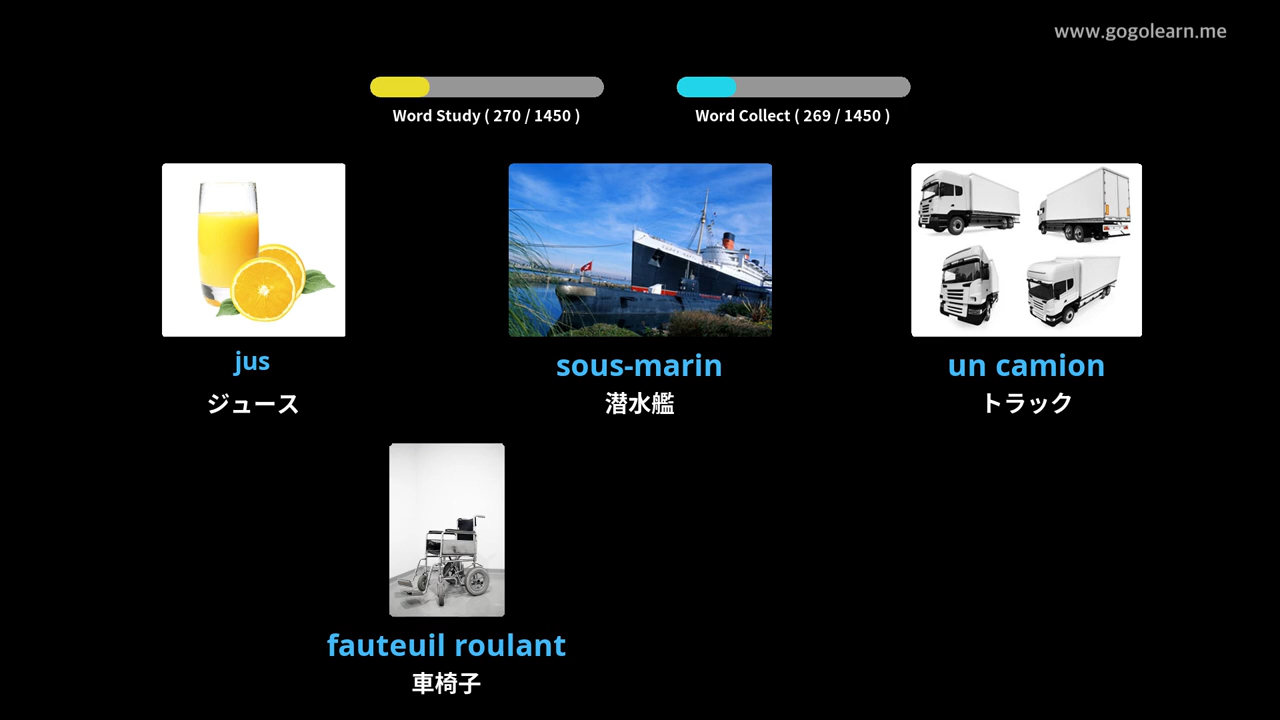 www.gogolearn.me
Word Study ( 270 / 1450 )
Word Collect ( 269 / 1450 )
jus
ジュース
sous-marin
潜水艦
un camion
トラック
fauteuil roulant
車椅子